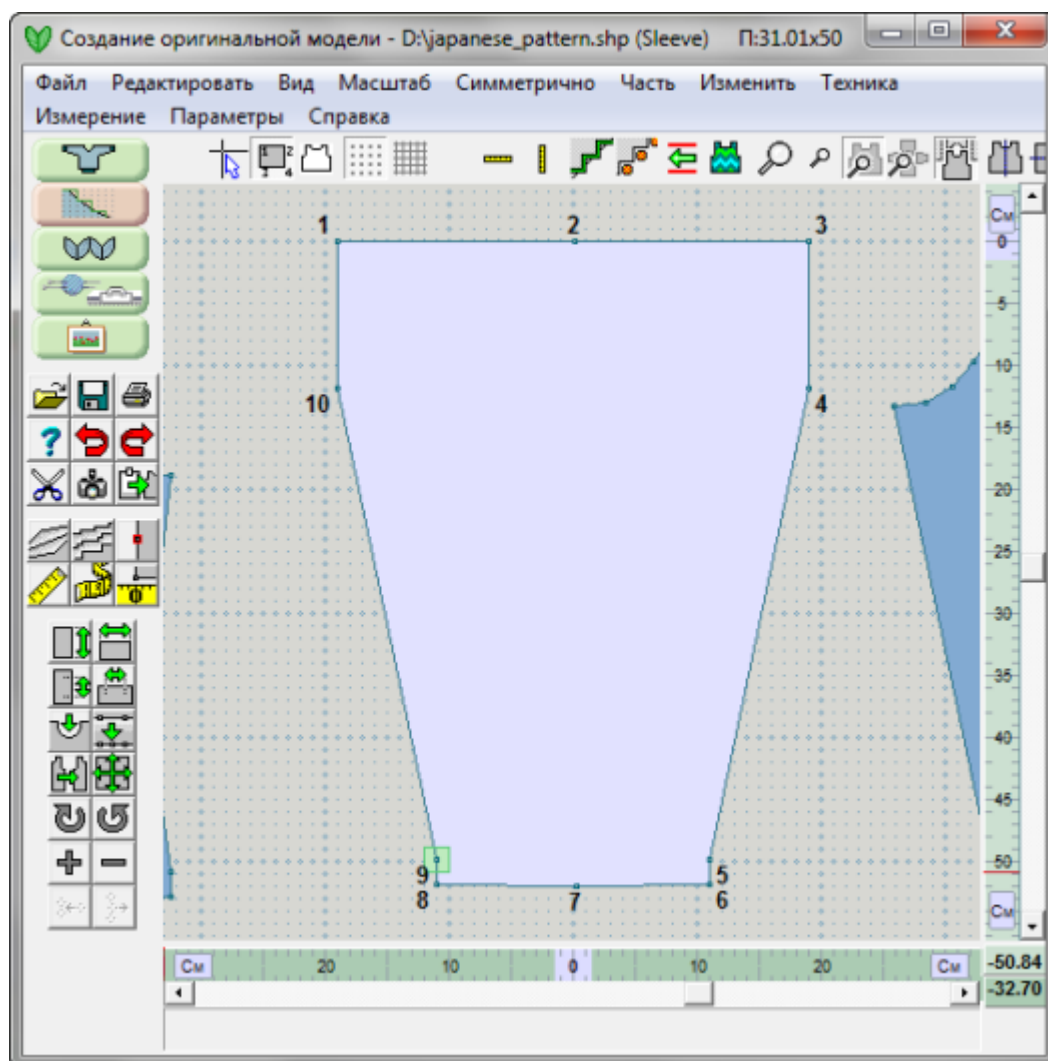 Создание оригинальной модели - D:\japanese_pattern.shp (Sleeve) П:31.01x50
Файл Редактировать Вид Масштаб Симметрично Часть Изменить Техника
Измерение Параметры Справка
1 2 3
См
0
5
10
10 4
15
20
25
30
35
40
45
50
9 5
8 7 6
См
См 20 10 0 10 20 См -50.84
-32.70